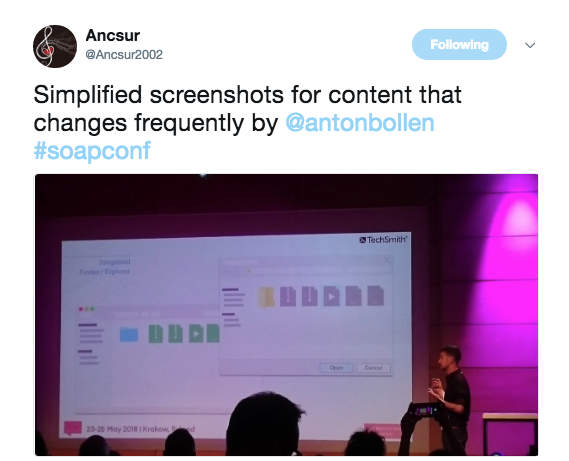 Ancsur
@Ancsur2002
Following
Simplified screenshots for content that
changes frequently by @antonbollen
#soapconf
TechSmith
Simplified
Finder / Explorer
Open
Cancel
23-25 May 2018 | Krakow, Poland